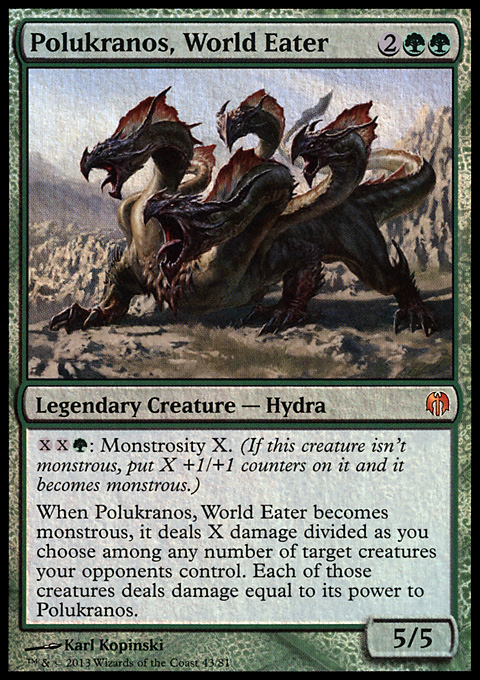 Polukranos, World Eater 2
Legendary Creature — Hydra
X X : Monstrosity X. (If this creature isn't
monstrous, put X +1/+1 counters on it and it
becomes monstrous.)
When Polukranos, World Eater becomes
monstrous, it deals X damage divided as you
choose among any number of target creatures
your opponents control. Each of those
creatures deals damage equal to its power to
Polukranos.
5/5
Karl Kopinski
™ & © 2013 Wizards of the Coast 43/81